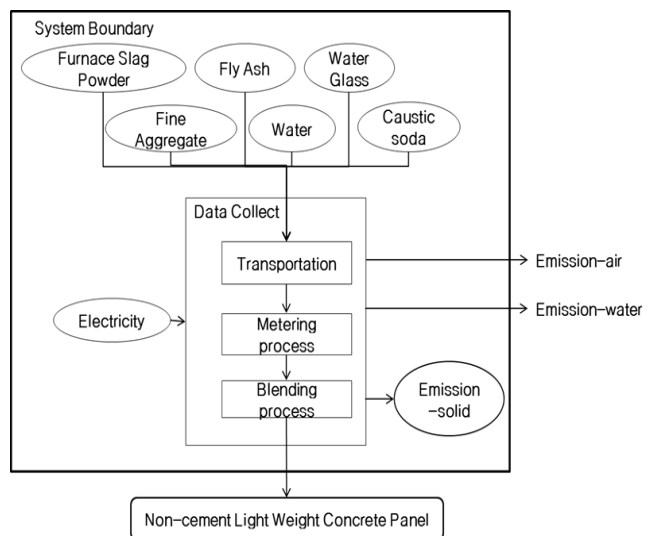 System Boundary
Furnace Slag
Powder
Fly Ash
Water
Glass
Fine
Aggregate
Water
Caustic
soda
Data Collect
Transportation
Emission-air
Emission-water
Electricity
Metering
process
Blending
process
Emission
-solid
Non-cement Light Weight Concrete Panel